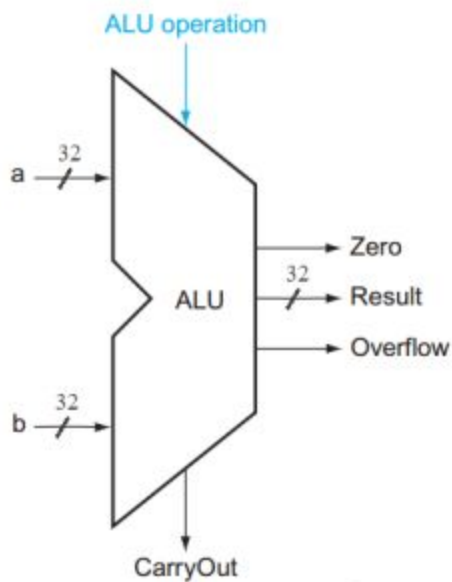 ALU operation
32
a
Zero
32
ALU
Result
Overflow
32
b
CarryOut